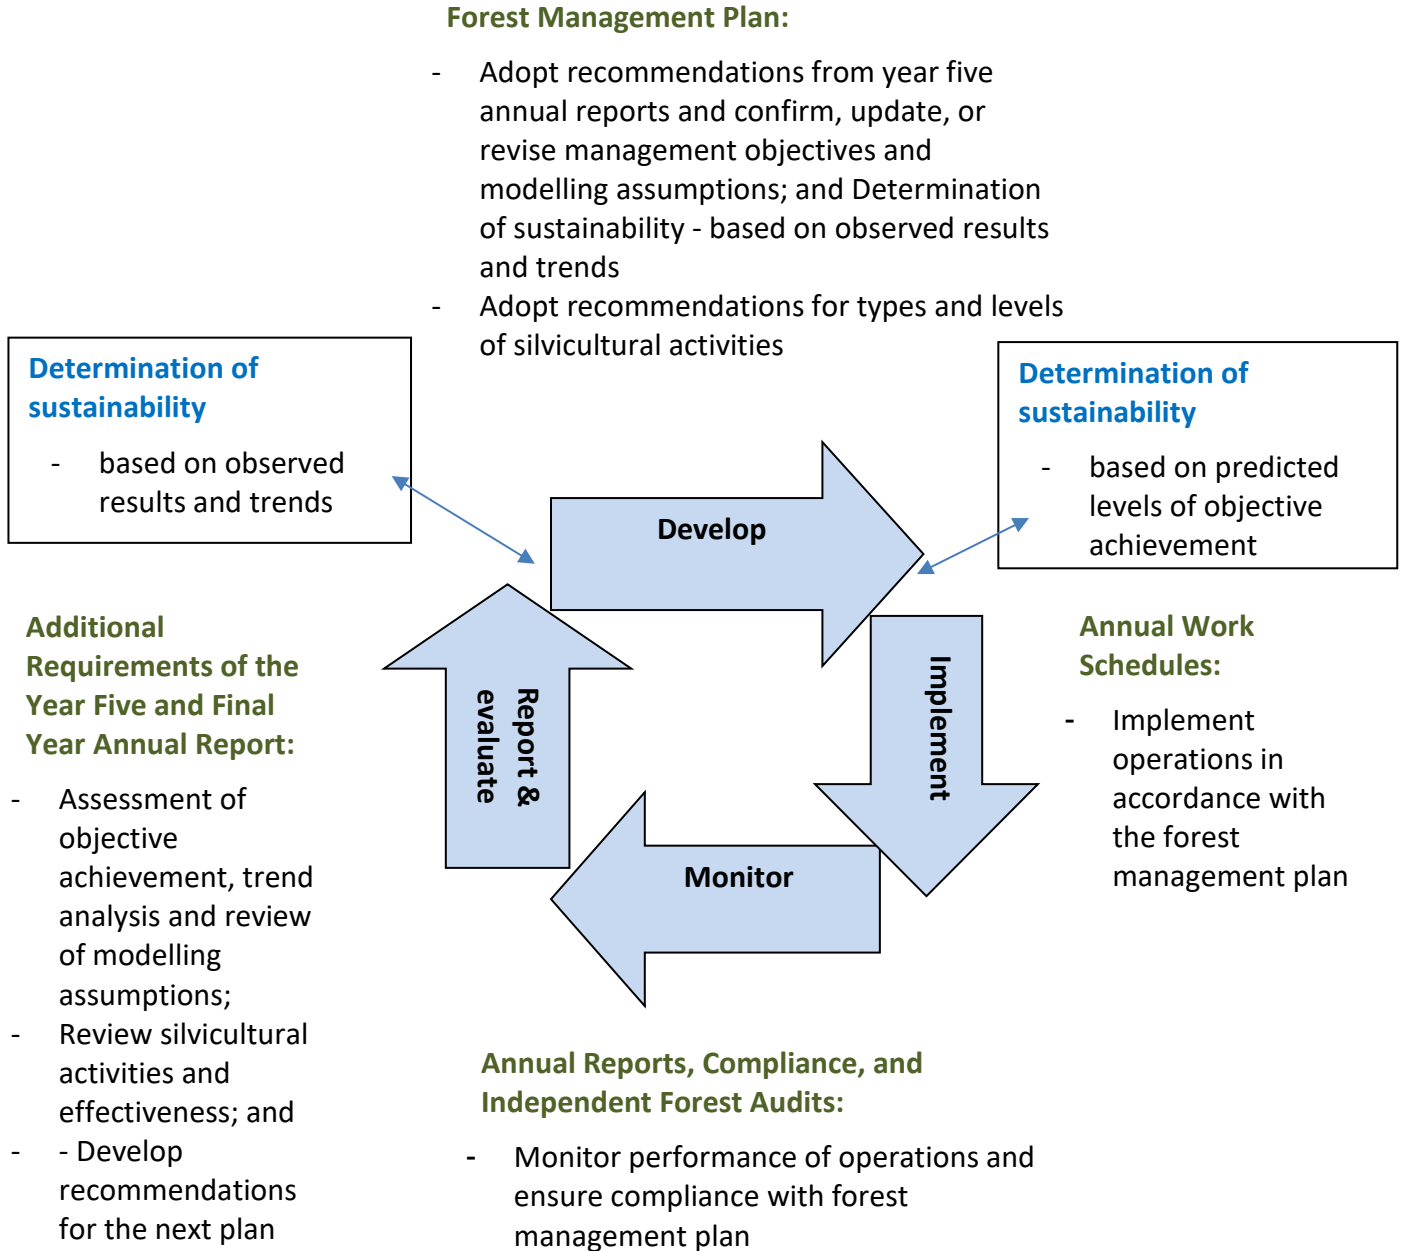 Forest Management Plan:
- Adopt recommendations from year five
annual reports and confirm, update, or
revise management objectives and
modelling assumptions; and Determination
of sustainability - based on observed results
and trends
- Adopt recommendations for types and levels
of silvicultural activities
Determination of
sustainability
- based on observed
results and trends
Determination of
sustainability
- based on predicted
levels of objective
achievement
Develop
Implement
Monitor
Report &
evaluate
Annual Work
Schedules:
- Implement
operations in
accordance with
the forest
management plan
Additional
Requirements of the
Year Five and Final
Year Annual Report:
- Assessment of
objective
achievement, trend
analysis and review
of modelling
assumptions;
- Review silvicultural
activities and
effectiveness; and
- - Develop
recommendations
for the next plan
Annual Reports, Compliance, and
Independent Forest Audits:
- Monitor performance of operations and
ensure compliance with forest
management plan